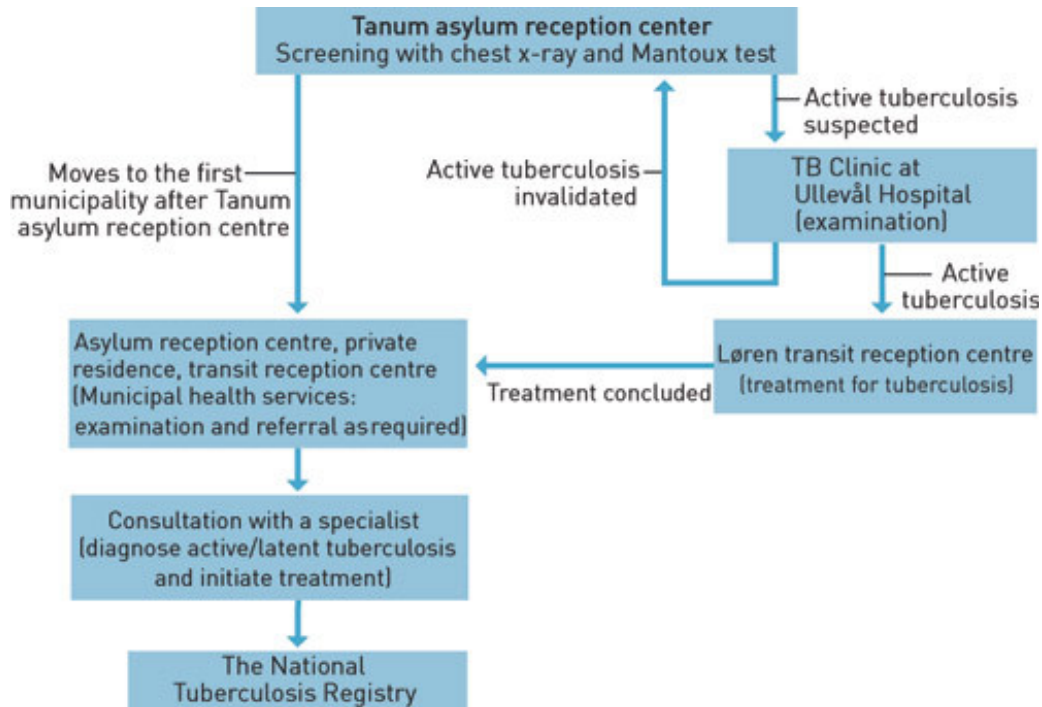 Tanum asylum reception center
Screening with chest x-ray and Mantoux test
Active tuberculosis
suspected
Moves to the first
municipality after Tanum
asylum reception centre
Active tuberculosis
invalidated
TB Clinic at
Ullevål Hospital
(examination)
Active
tuberculosis
Asylum reception centre, private
residence, transit reception centre
(Municipal health services:
examination and referral as required)
Treatment concluded
Løren transit reception centre
(treatment for tuberculosis)
Consultation with a specialist
(diagnose active/latent tuberculosis
and initiate treatment)
The National
Tuberculosis Registry